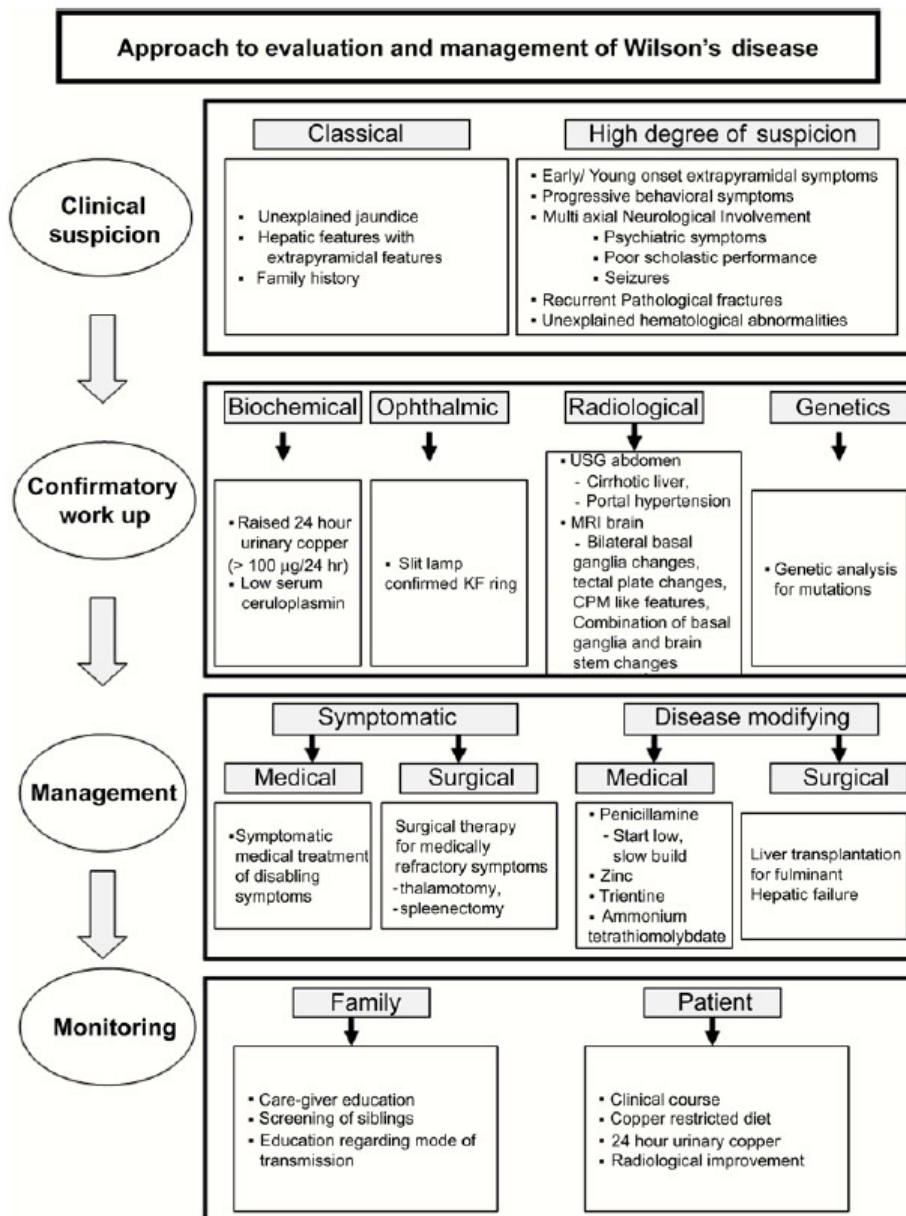 Approach to evaluation and management of Wilson's disease
Clinical
suspicion
Classical
▪ Unexplained jaundice
▪ Hepatic features with
extrapyramidal features
▪ Family history
High degree of suspicion
▪ Early/ Young onset extrapyramidal symptoms
▪ Progressive behavioral symptoms
▪ Multi axial Neurological Involvement
▪ Psychiatric symptoms
▪ Poor scholastic performance
▪ Seizures
▪ Recurrent Pathological fractures
▪ Unexplained hematological abnormalities
Confirmatory
work up
Biochemical
▪ Raised 24 hour
urinary copper
(> 100 µg/24 hr)
▪ Low serum
ceruloplasmin
Ophthalmic
▪ Slit lamp
confirmed KF ring
Radiological
▪ USG abdomen
- Cirrhotic liver,
- Portal hypertension
▪ MRI brain
- Bilateral basal
ganglia changes,
tectal plate changes,
CPM like features,
Combination of basal
ganglia and brain
stem changes
Genetics
▪ Genetic analysis
for mutations
Management
Symptomatic
Medical
▪Symptomatic
medical treatment
of disabling
symptoms
Surgical
Surgical therapy
for medically
refractory symptoms
-thalamotomy,
-spleenectomy
Disease modifying
Medical
▪ Penicillamine
- Start low,
slow build
▪ Zinc
▪ Trientine
▪ Ammonium
tetrathiomolybdate
Surgical
Liver transplantation
for fulminant
Hepatic failure
Monitoring
Family
▪ Care-giver education
▪ Screening of siblings
▪ Education regarding mode of
transmission
Patient
▪ Clinical course
▪ Copper restricted diet
▪ 24 hour urinary copper
▪ Radiological improvement